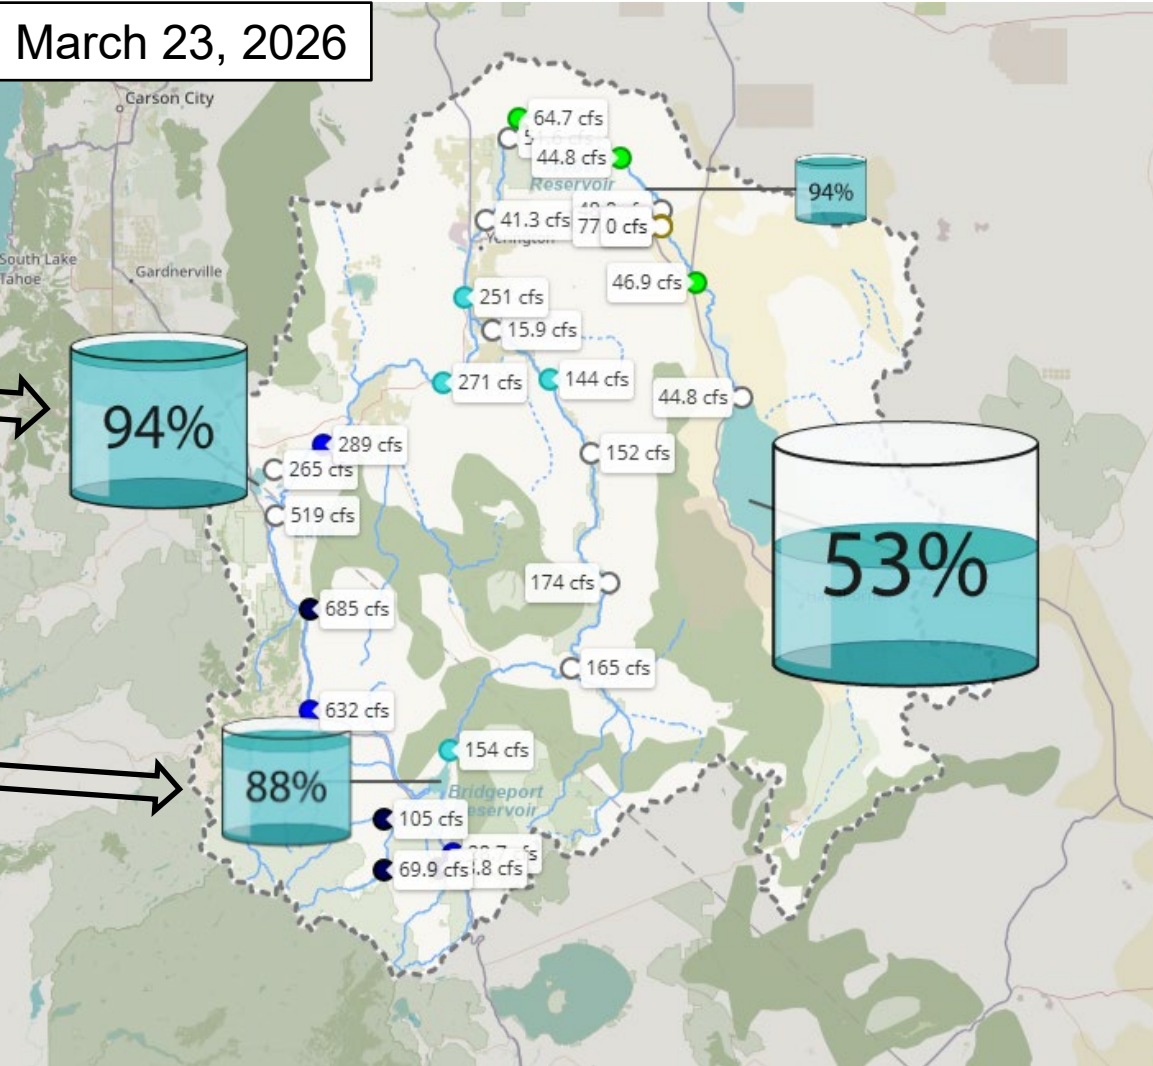 March 23, 2026
Carson City
64.7 cfs
44.8 cfs
Reservoir
94%
41.3 cfs
77.0 cfs
Yerington
South Lake
Tahoe
Gardnerville
46.9 cfs
251 cfs
15.9 cfs
271 cfs
144 cfs
44.8 cfs
94%
289 cfs
265 cfs
152 cfs
519 cfs
53%
174 cfs
685 cfs
165 cfs
632 cfs
154 cfs
88%
Bridgeport
Reservoir
105 cfs
69.9 cfs